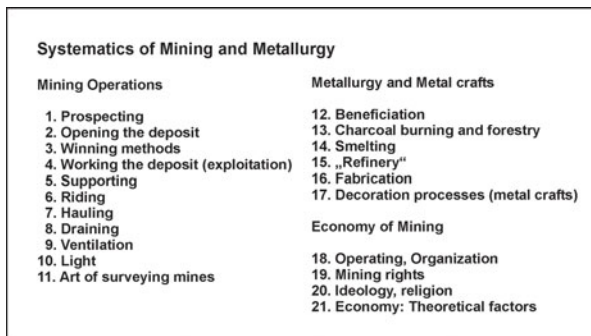 Systematics of Mining and Metallurgy
Mining Operations
1. Prospecting
2. Opening the deposit
3. Winning methods
4. Working the deposit (exploitation)
5. Supporting
6. Riding
7. Hauling
8. Draining
9. Ventilation
10. Light
11. Art of surveying mines
Metallurgy and Metal crafts
12. Beneficiation
13. Charcoal burning and forestry
14. Smelting
15. „Refinery“
16. Fabrication
17. Decoration processes (metal crafts)
Economy of Mining
18. Operating, Organization
19. Mining rights
20. Ideology, religion
21. Economy: Theoretical factors